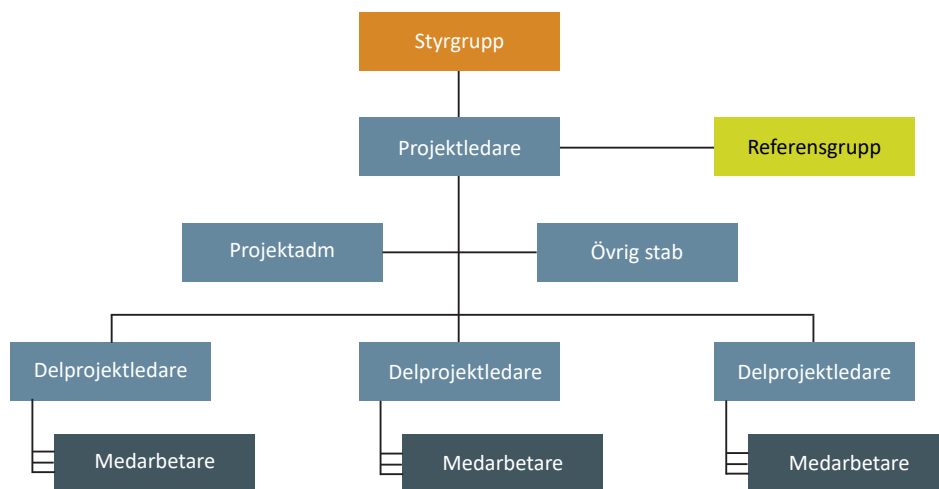 Styrgrupp
Projektledare
Referensgrupp
Projektadm
Övrig stab
Delprojektledare
Delprojektledare
Delprojektledare
Medarbetare
Medarbetare
Medarbetare